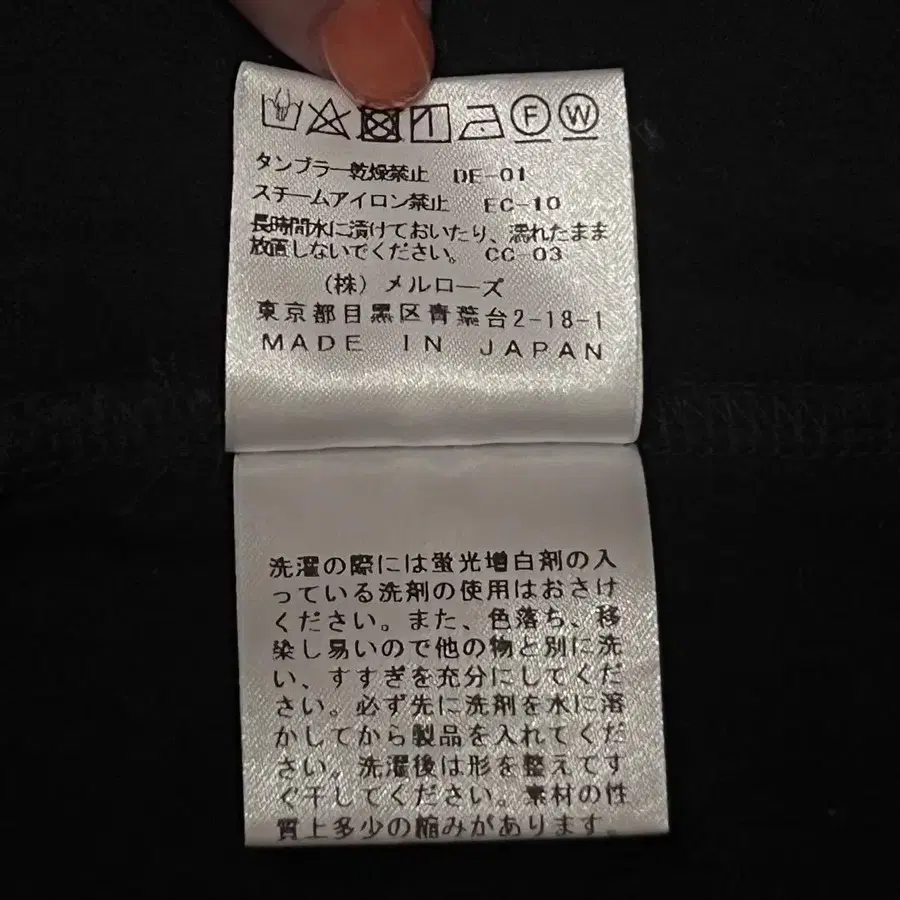 F W
タンブラー乾燥禁止 DE-01
スチームアイロン禁止 EC-10
長時間水に漬けておいたり、濡れたまま
放置しないでください。 CC-03
(株) メルローズ
東京都目黒区青葉台2-18-1
MADE IN JAPAN
洗濯の際には蛍光増白剤の入
っている洗剤の使用はおさけ
ください。また、色落ち、移
染し易いので他の物と別に洗
い、すすぎを充分にしてくだ
さい。必ず先に洗剤を水に溶
かしてから製品を入れてくだ
さい。洗濯後は形を整えてす
ぐ干してください。素材の性
質上多少の縮みがあります。